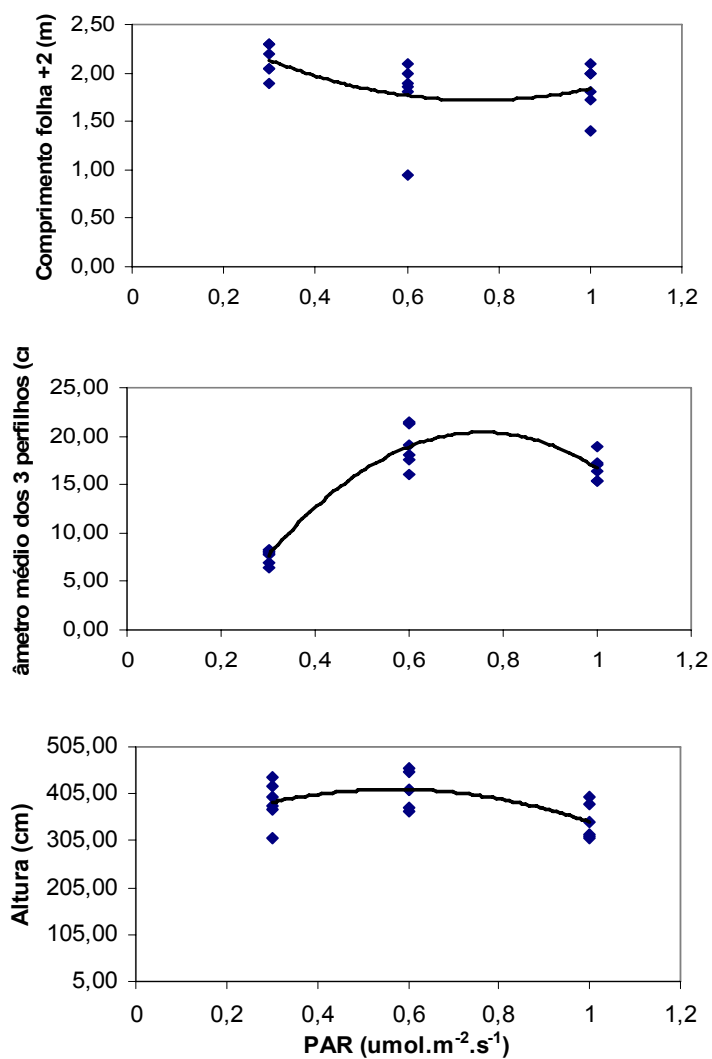 Comprimento folha +2 (m)
2,50
2,00
1,50
1,00
0,50
0,00
0 0,2 0,4 0,6 0,8 1 1,2
âmetro médio dos 3 perfilhos
25,00
20,00
15,00
10,00
5,00
0,00
0 0,2 0,4 0,6 0,8 1 1,2
Altura (cm)
505,00
405,00
305,00
205,00
105,00
5,00
0 0,2 0,4 0,6 0,8 1 1,2
PAR (umol.m⁻².s⁻¹)